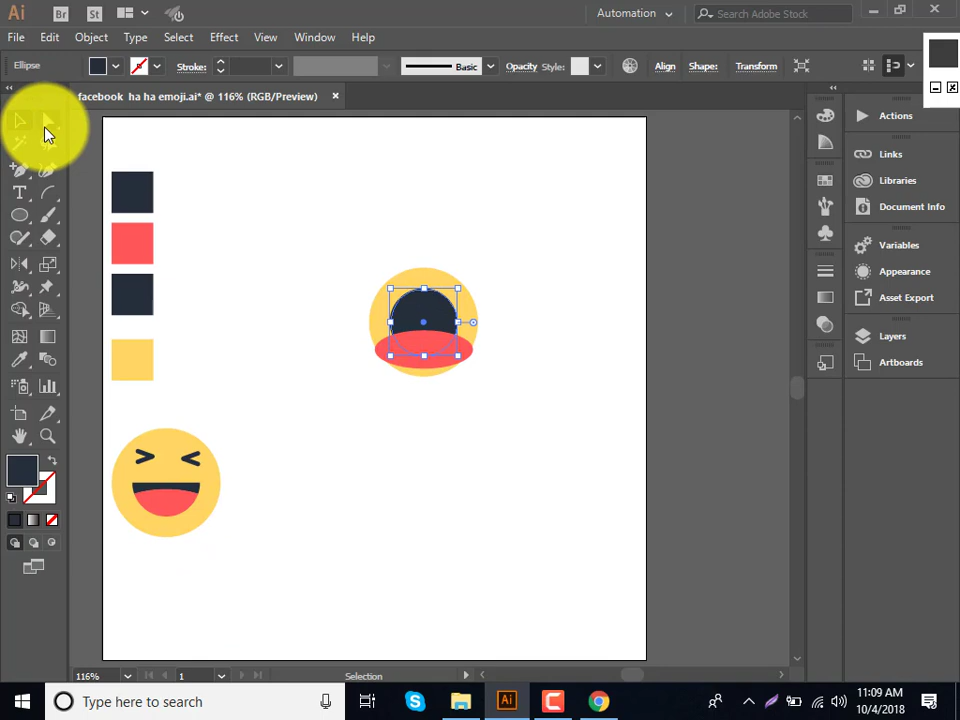 Ai Br St Automation Search Adobe Stock
File Edit Object Type Select Effect View Window Help
Ellipse Stroke: Basic Opacity Style: Align Shape: Transform
facebook ha ha emoji.ai* @ 116% (RGB/Preview)
Actions
Links
Libraries
Document Info
Variables
Appearance
Asset Export
Layers
Artboards
116% 1 Selection
Type here to search Ai 11:09 AM
10/4/2018